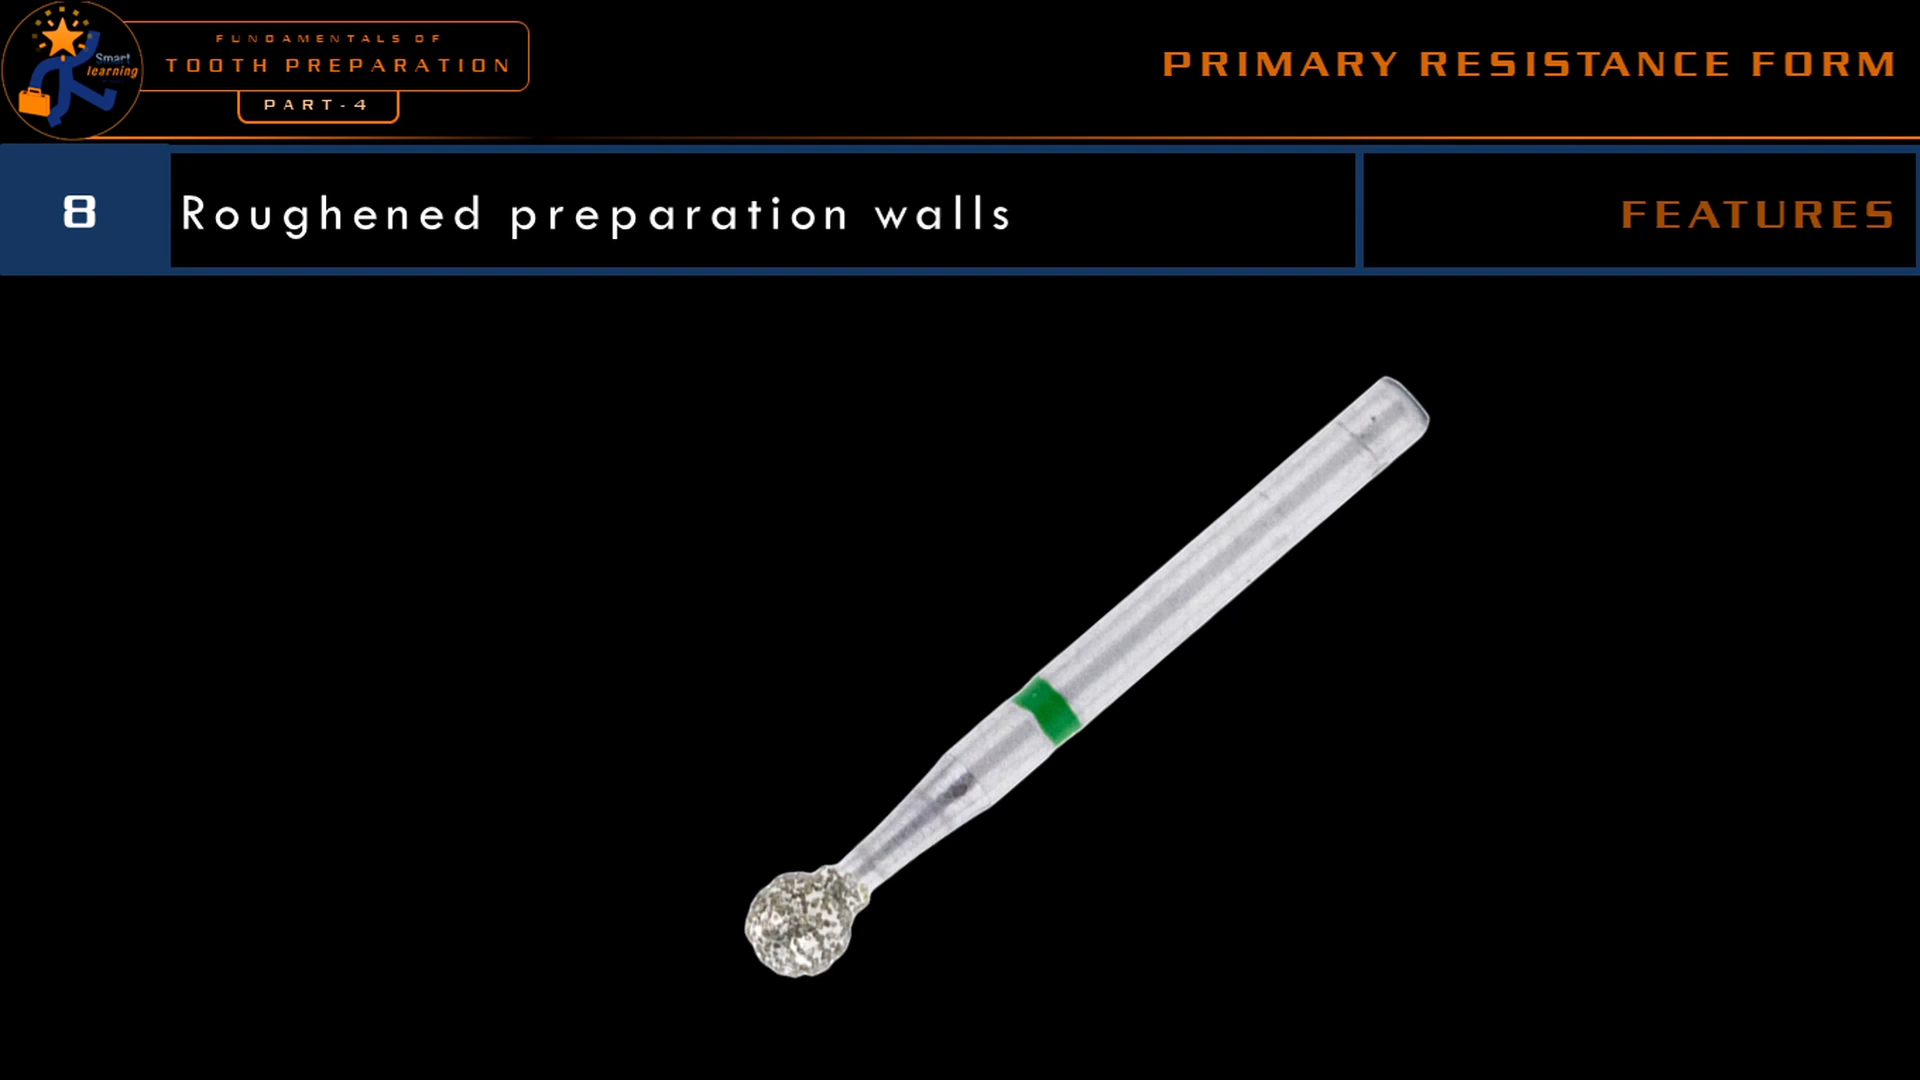 Smart
learning
FUNDAMENTALS OF
TOOTH PREPARATION
PART-4
PRIMARY RESISTANCE FORM
8
Roughened preparation walls
FEATURES